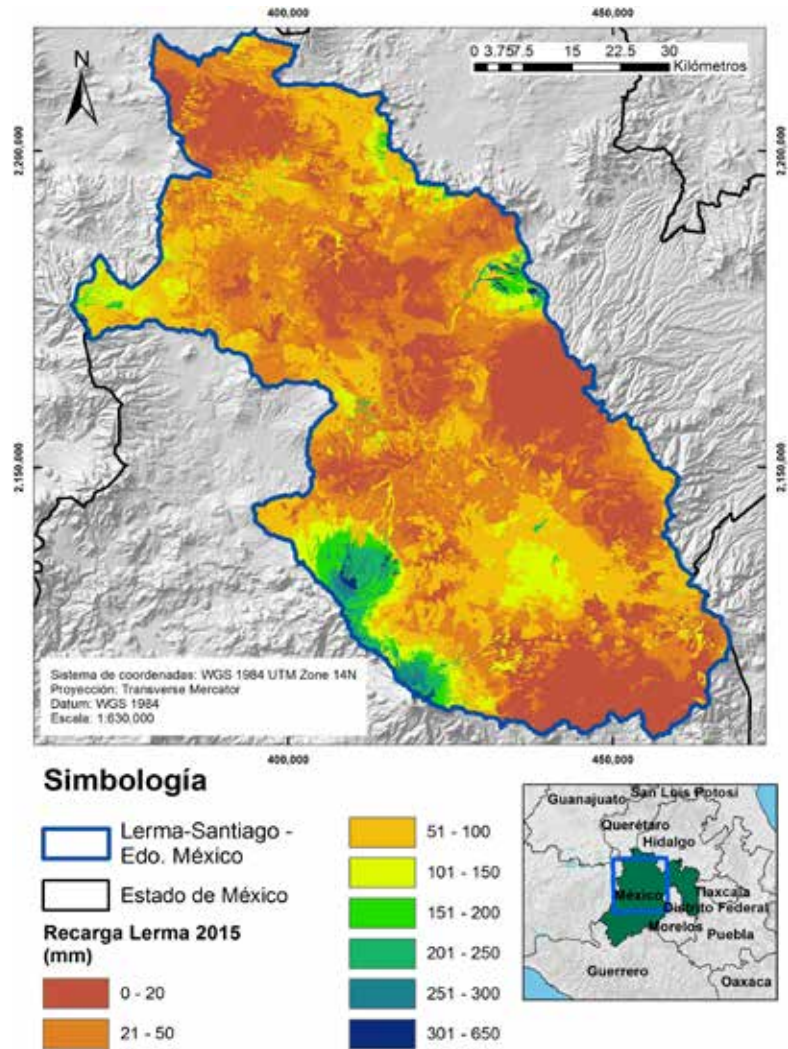 400,000
450,000
N
0 3.75 7.5 15 22.5 30
Kilómetros
2,200,000
2,200,000
2,150,000
2,150,000
Sistema de coordenadas: WGS 1984 UTM Zone 14N
Proyección: Transverse Mercator
Datum: WGS 1984
Escala: 1:630,000
400,000
450,000
Simbología
Lerma-Santiago -
Edo. México
Estado de México
Recarga Lerma 2015
(mm)
0 - 20
21 - 50
51 - 100
101 - 150
151 - 200
201 - 250
251 - 300
301 - 650
San Luis Potosí
Guanajuato
Querétaro
Hidalgo
México
Tlaxcala
Distrito Federal
Morelos
Puebla
Guerrero
Oaxaca